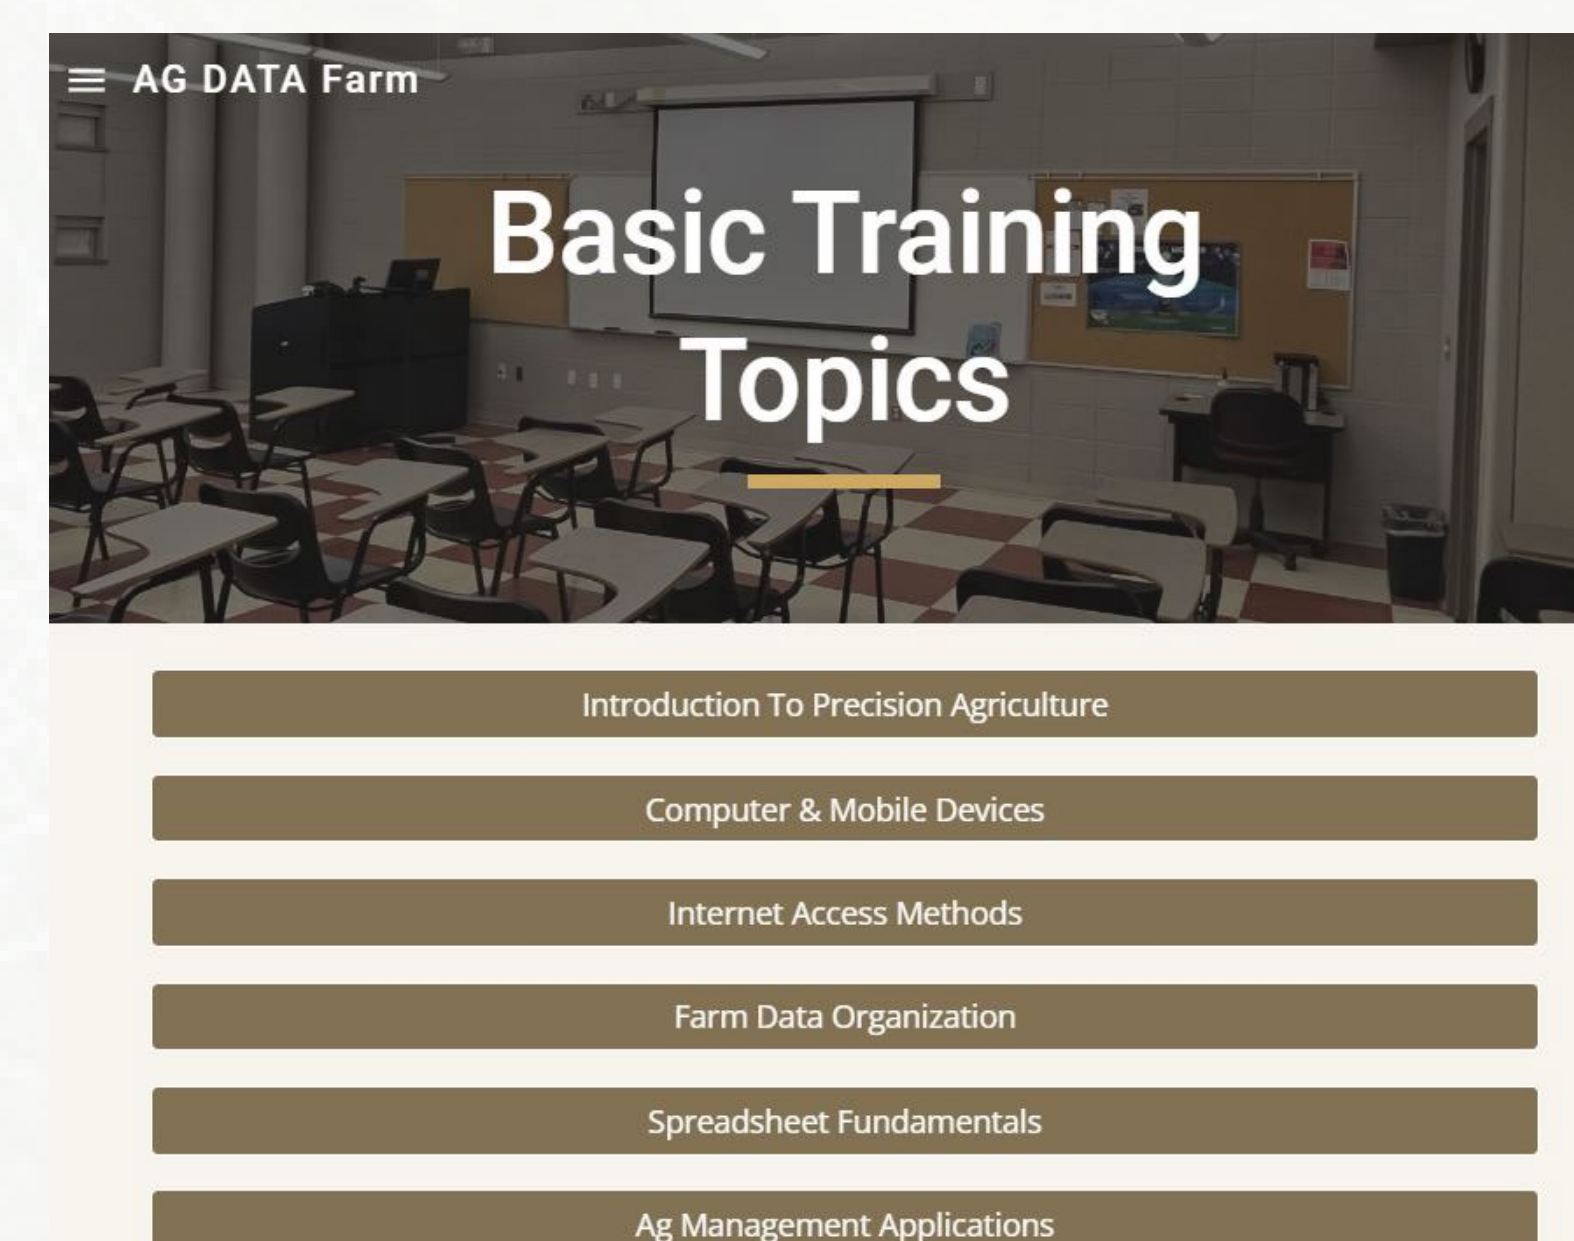 AG DATA Farm
Basic Training
Topics
Introduction To Precision Agriculture
Computer & Mobile Devices
Internet Access Methods
Farm Data Organization
Spreadsheet Fundamentals
Ag Management Applications